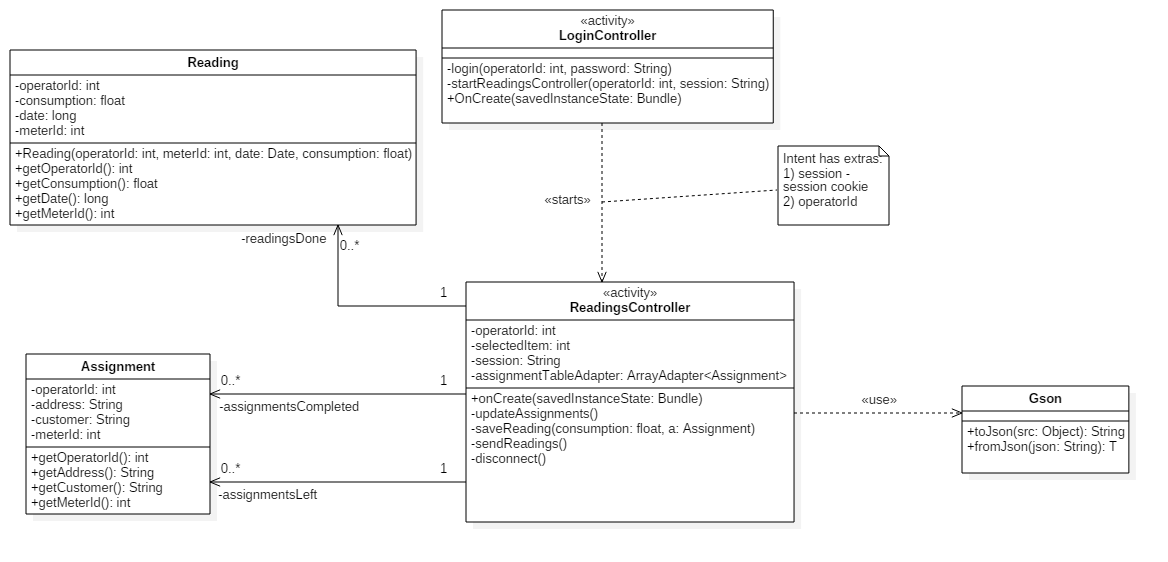 «activity»
LoginController
-login(operatorId: int, password: String)
-startReadingsController(operatorId: int, session: String)
+OnCreate(savedInstanceState: Bundle)
Reading
-operatorId: int
-consumption: float
-date: long
-meterId: int
+Reading(operatorId: int, meterId: int, date: Date, consumption: float)
+getOperatorId(): int
+getConsumption(): float
+getDate(): long
+getMeterId(): int
Intent has extras:
1) session -
session cookie
2) operatorId
«starts»
-readingsDone
0..*
1
«activity»
ReadingsController
-operatorId: int
-selectedItem: int
-session: String
-assignmentTableAdapter: ArrayAdapter<Assignment>
+onCreate(savedInstanceState: Bundle)
-updateAssignments()
-saveReading(consumption: float, a: Assignment)
-sendReadings()
-disconnect()
Assignment
-operatorId: int
-address: String
-customer: String
-meterId: int
+getOperatorId(): int
+getAddress(): String
+getCustomer(): String
+getMeterId(): int
0..*
1
-assignmentsCompleted
0..*
1
-assignmentsLeft
«use»
Gson
+toJson(src: Object): String
+fromJson(json: String): T